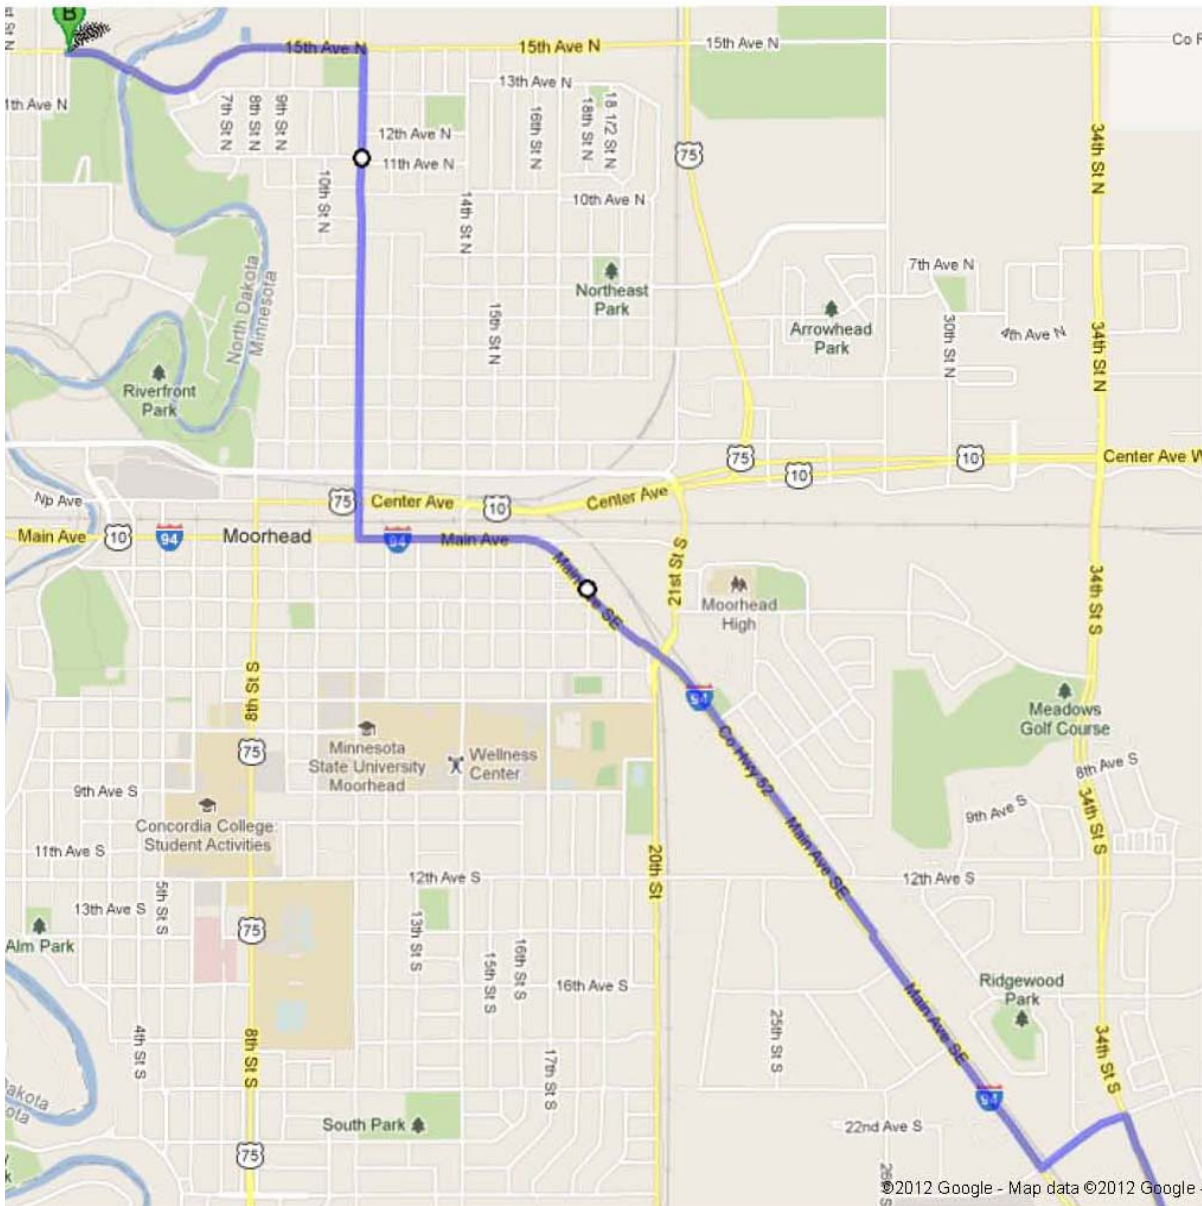 B
st St N
15th Ave N
15th Ave N
15th Ave N
Co R
1th Ave N
13th Ave N
7th St N
8th St N
9th St N
16th St N
18th St N
18 1/2 St N
12th Ave N
11th Ave N
75
34th St N
10th St N
14th St N
10th Ave N
North Dakota
Minnesota
Northeast
Park
7th Ave N
15th St N
Arrowhead
Park
30th St N
4th Ave N
34th St N
Riverfront
Park
75
10
Center Ave W
10
Np Ave
75
Center Ave
10
Center Ave
Main Ave
10
94
Moorhead
94
Main Ave
Main Ave SE
21st St S
Moorhead
High
34th St S
8th St S
94
Meadows
Golf Course
Minnesota
State University
Moorhead
Wellness
Center
75
Co Hwy 52
8th Ave S
9th Ave S
34th St S
9th Ave S
Concordia College:
Student Activities
Main Ave SE
11th Ave S
20th St
12th Ave S
12th Ave S
5th St S
13th Ave S
75
13th St S
Alm Park
15th St S
16th St S
16th Ave S
Ridgewood
Park
Main Ave SE
25th St S
34th St S
4th St S
8th St S
17th St S
94
akota
ota
South Park
22nd Ave S
75
©2012 Google - Map data ©2012 Google -